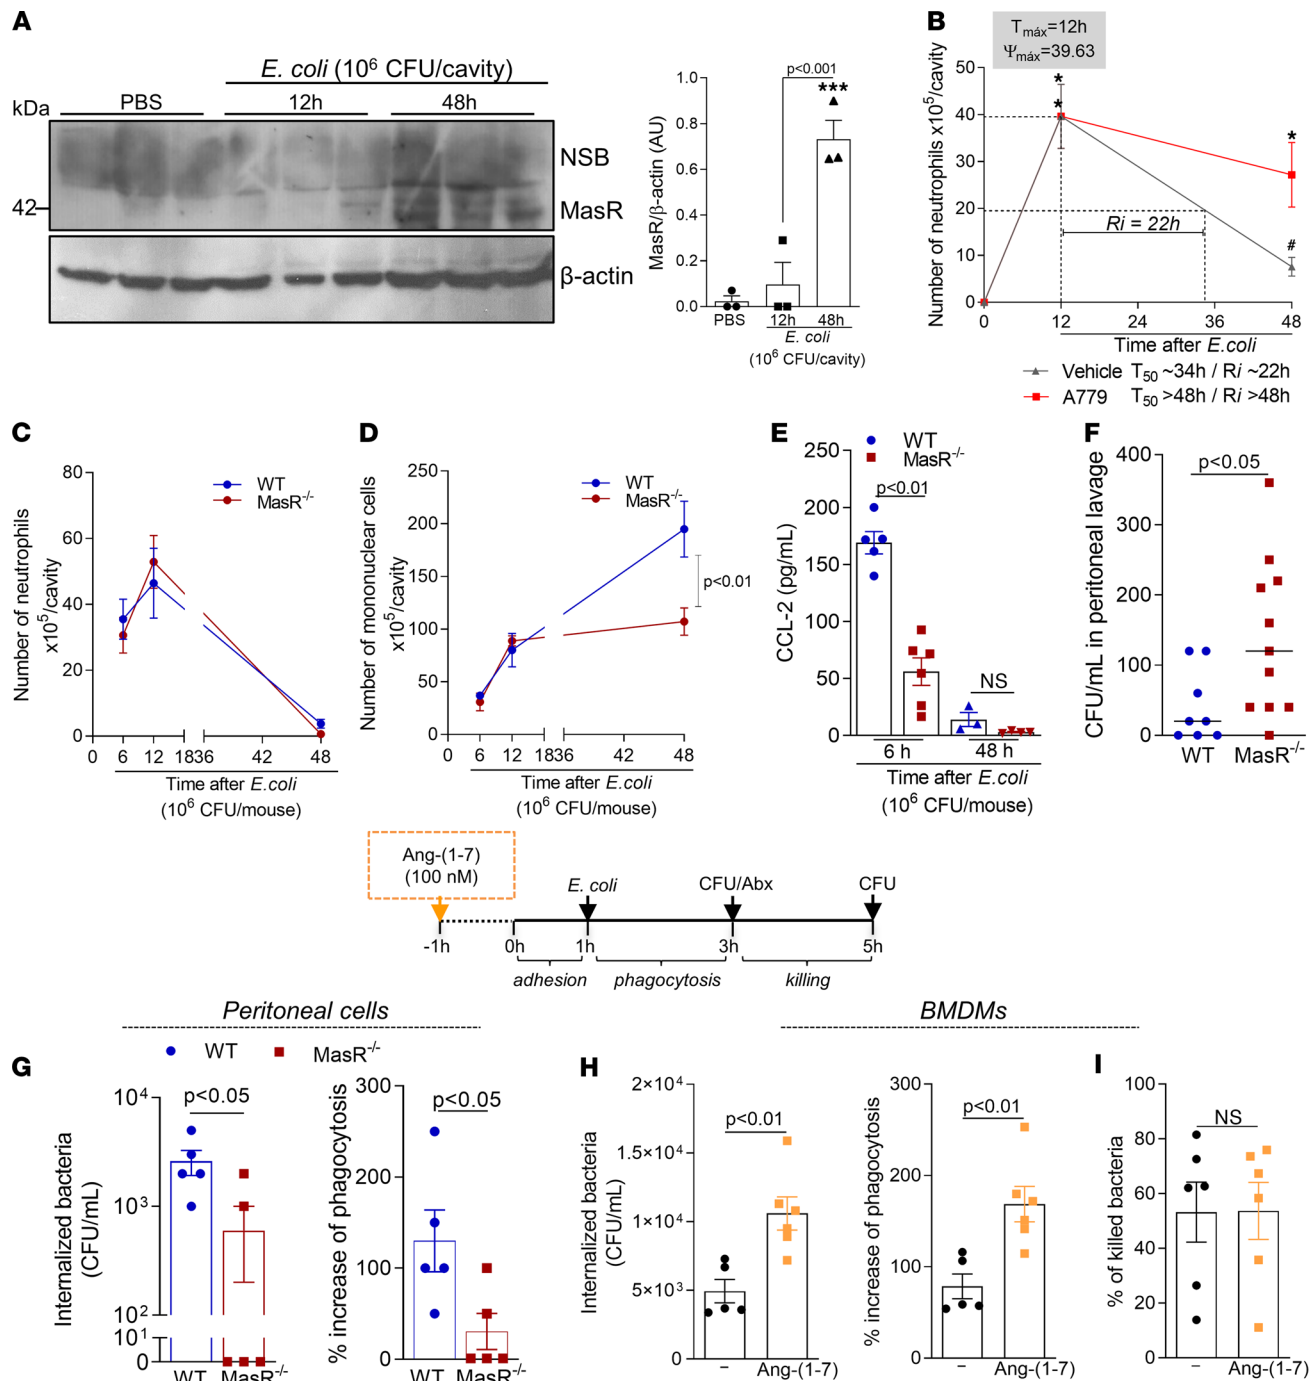 A
E. coli (10⁶ CFU/cavity)
kDa
PBS
12h
48h
NSB
42
MasR
β-actin
MasR/β-actin (AU)
1.0
0.8
0.6
0.4
0.2
0.0
p<0.001
***
PBS
12h
48h
E. coli
(10⁶ CFU/cavity)
B
Tmáx=12h
Ψmáx=39.63
Number of neutrophils x10⁵/cavity
50
40
30
20
10
0
*
*
*
#
Ri = 22h
0
12
24
36
48
Time after E.coli
Vehicle T50 ~34h / Ri ~22h
A779 T50 >48h / Ri >48h
C
Number of neutrophils
x10⁵/cavity
80
60
40
20
0
WT
MasR-/-
0
6
12
18
36
42
48
Time after E.coli
(10⁶ CFU/mouse)
D
Number of mononuclear cells
x10⁵/cavity
250
200
150
100
50
0
WT
MasR-/-
p<0.01
0
6
12
18
36
42
48
Time after E.coli
(10⁶ CFU/mouse)
E
CCL-2 (pg/mL)
250
200
150
100
50
0
WT
MasR-/-
p<0.01
NS
6 h
48 h
Time after E.coli
(10⁶ CFU/mouse)
F
CFU/mL in peritoneal lavage
400
300
200
100
0
p<0.05
WT
MasR-/-
Ang-(1-7)
(100 nM)
E. coli
CFU/Abx
CFU
-1h
0h
1h
3h
5h
adhesion
phagocytosis
killing
Peritoneal cells
BMDMs
G
WT
MasR-/-
Internalized bacteria
(CFU/mL)
10⁴
10³
10²
10¹
0
p<0.05
WT
MasR-/-
% increase of phagocytosis
300
200
100
0
p<0.05
WT
MasR-/-
H
Internalized bacteria
(CFU/mL)
2×10⁴
1×10⁴
1×10⁴
5×10³
0
p<0.01
–
Ang-(1-7)
% increase of phagocytosis
300
200
100
0
p<0.01
–
Ang-(1-7)
I
% of killed bacteria
100
80
60
40
20
0
NS
–
Ang-(1-7)